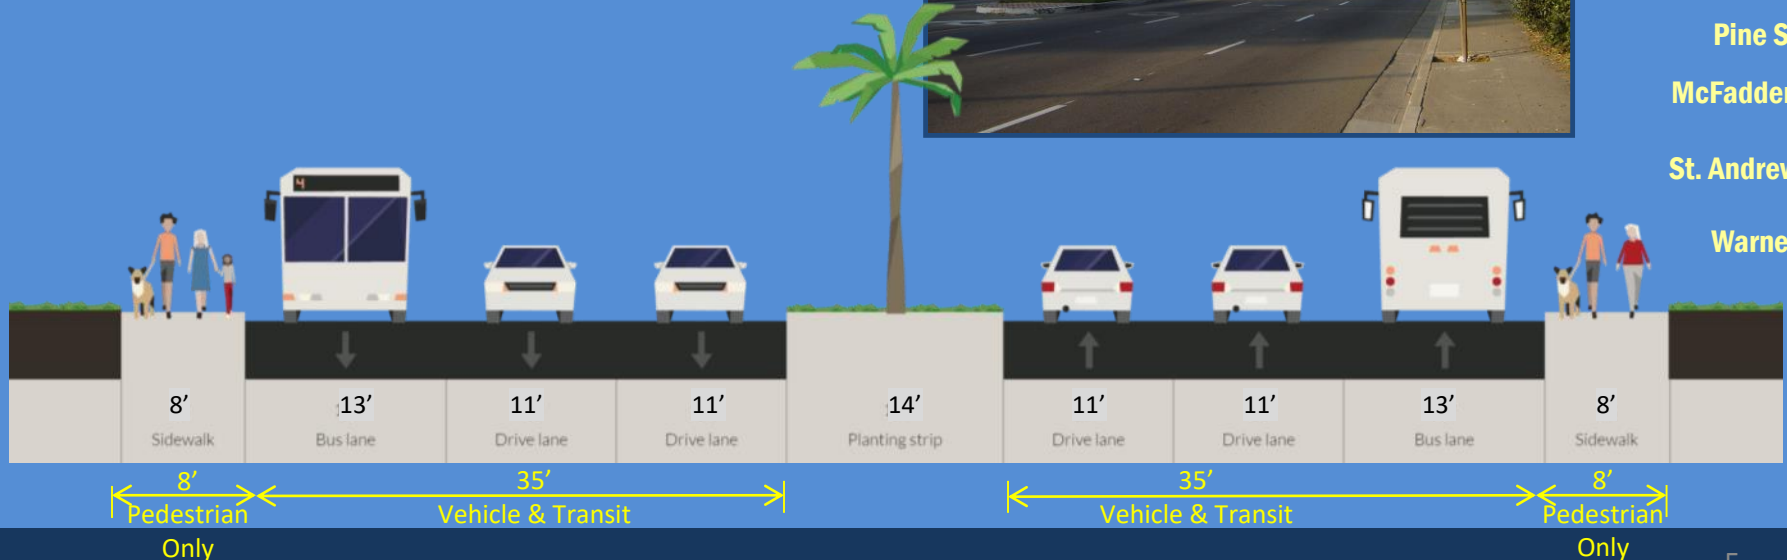 Pine S
McFadden
St. Andrew
Warne
4
8’ 13’ 11’ 11’ 14’ 11’ 11’ 13’ 8’
Sidewalk Bus lane Drive lane Drive lane Planting strip Drive lane Drive lane Bus lane Sidewalk
8’ 35’ 35’ 8’
Pedestrian Vehicle & Transit Vehicle & Transit Pedestrian
Only Only